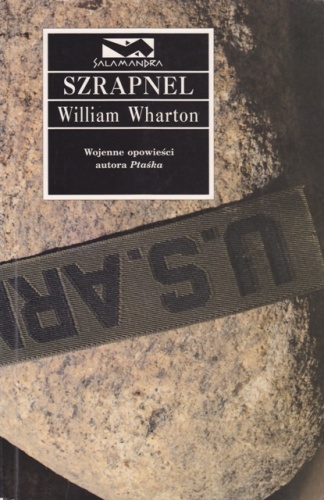 SALAMANDRA
SZRAPNEL
William Wharton
Wojenne opowieści
autora Ptaśka
U.S. AR